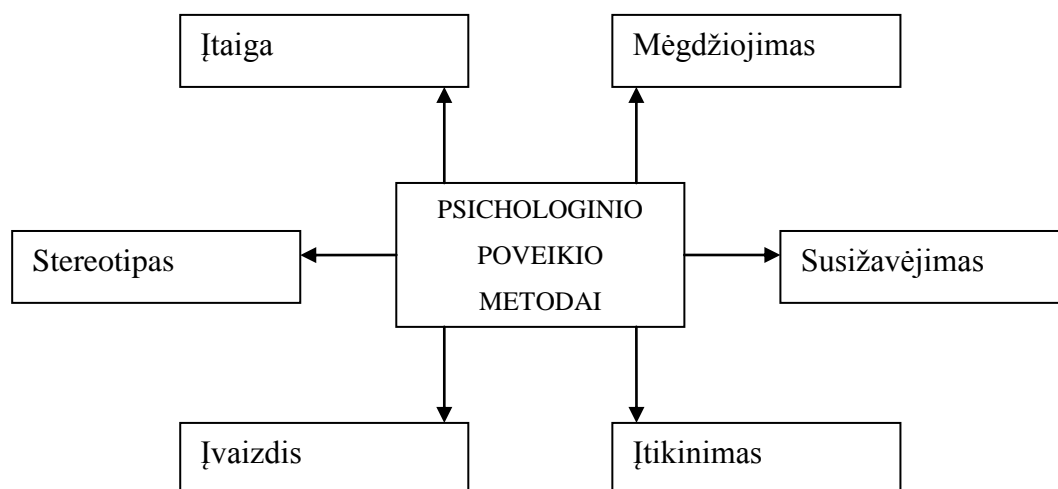 Įtaiga
Mėgdžiojimas
PSICHOLOGINIO
POVEIKIO
METODAI
Stereotipas
Susižavėjimas
Įvaizdis
Įtikinimas